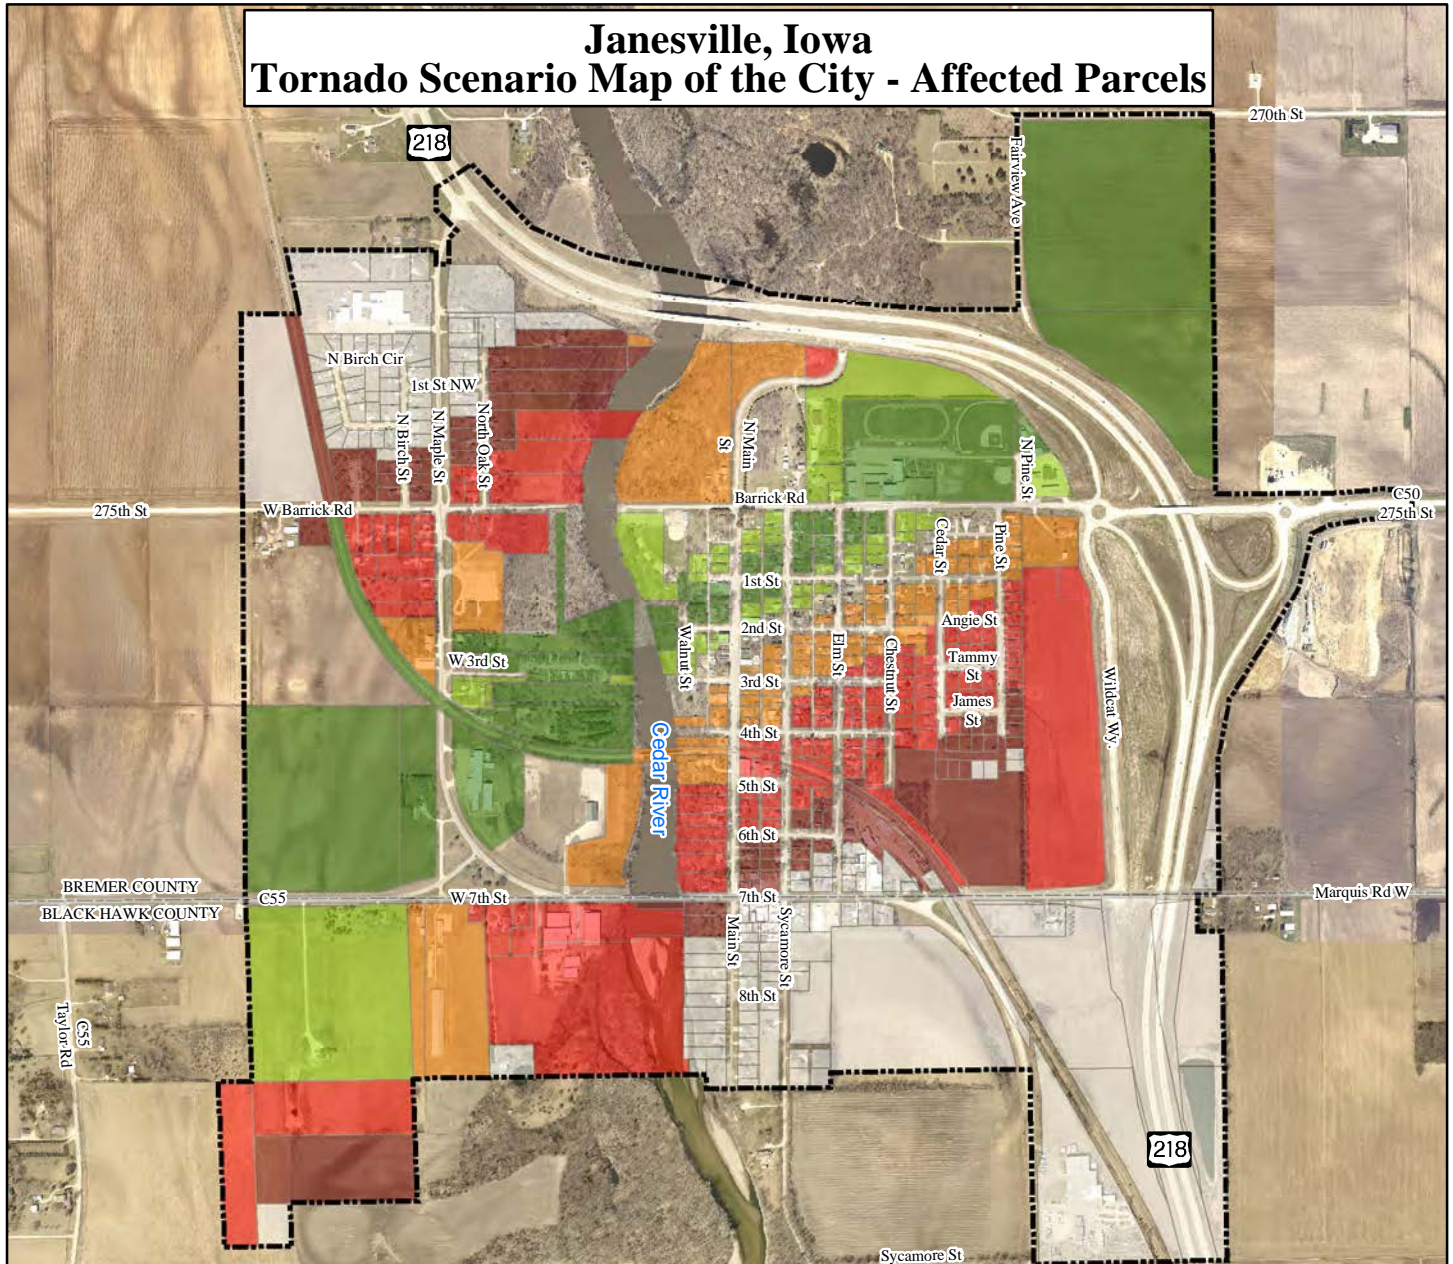 Janesville, Iowa
Tornado Scenario Map of the City - Affected Parcels
270th St
218
Fairview Ave
N Birch Cir
1st St NW
N Birch St
N Maple St
North Oak St
N Main
St
N Pine St
Barrick Rd
C50
275th St
275th St
W Barrick Rd
Cedar St
Pine St
1st St
Angie St
2nd St
Walnut St
Elm St
Chestnut St
W 3rd St
Tammy
St
3rd St
Wildcat Wy.
James
St
4th St
Cedar River
5th St
6th St
BREMER COUNTY
C55
W 7th St
7th St
Marquis Rd W
BLACK HAWK COUNTY
Main St
Sycamore St
8th St
C55
Taylor Rd
218
Sycamore St